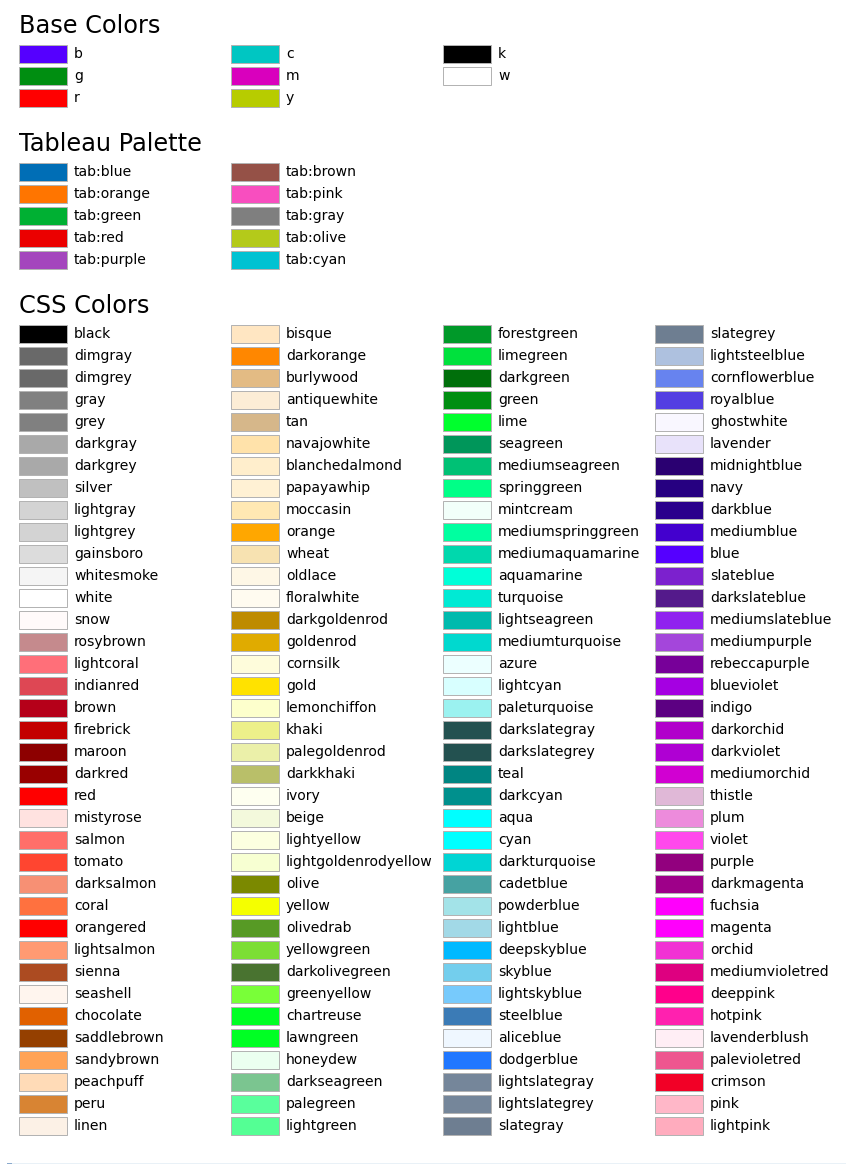 Base Colors
b
g
r
c
m
y
k
w
Tableau Palette
tab:blue
tab:orange
tab:green
tab:red
tab:purple
tab:brown
tab:pink
tab:gray
tab:olive
tab:cyan
CSS Colors
black
dimgray
dimgrey
gray
grey
darkgray
darkgrey
silver
lightgray
lightgrey
gainsboro
whitesmoke
white
snow
rosybrown
lightcoral
indianred
brown
firebrick
maroon
darkred
red
mistyrose
salmon
tomato
darksalmon
coral
orangered
lightsalmon
sienna
seashell
chocolate
saddlebrown
sandybrown
peachpuff
peru
linen
bisque
darkorange
burlywood
antiquewhite
tan
navajowhite
blanchedalmond
papayawhip
moccasin
orange
wheat
oldlace
floralwhite
darkgoldenrod
goldenrod
cornsilk
gold
lemonchiffon
khaki
palegoldenrod
darkkhaki
ivory
beige
lightyellow
lightgoldenrodyellow
olive
yellow
olivedrab
yellowgreen
darkolivegreen
greenyellow
chartreuse
lawngreen
honeydew
darkseagreen
palegreen
lightgreen
forestgreen
limegreen
darkgreen
green
lime
seagreen
mediumseagreen
springgreen
mintcream
mediumspringgreen
mediumaquamarine
aquamarine
turquoise
lightseagreen
mediumturquoise
azure
lightcyan
paleturquoise
darkslategray
darkslategrey
teal
darkcyan
aqua
cyan
darkturquoise
cadetblue
powderblue
lightblue
deepskyblue
skyblue
lightskyblue
steelblue
aliceblue
dodgerblue
lightslategray
lightslategrey
slategray
slategrey
lightsteelblue
cornflowerblue
royalblue
ghostwhite
lavender
midnightblue
navy
darkblue
mediumblue
blue
slateblue
darkslateblue
mediumslateblue
mediumpurple
rebeccapurple
blueviolet
indigo
darkorchid
darkviolet
mediumorchid
thistle
plum
violet
purple
darkmagenta
fuchsia
magenta
orchid
mediumvioletred
deeppink
hotpink
lavenderblush
palevioletred
crimson
pink
lightpink